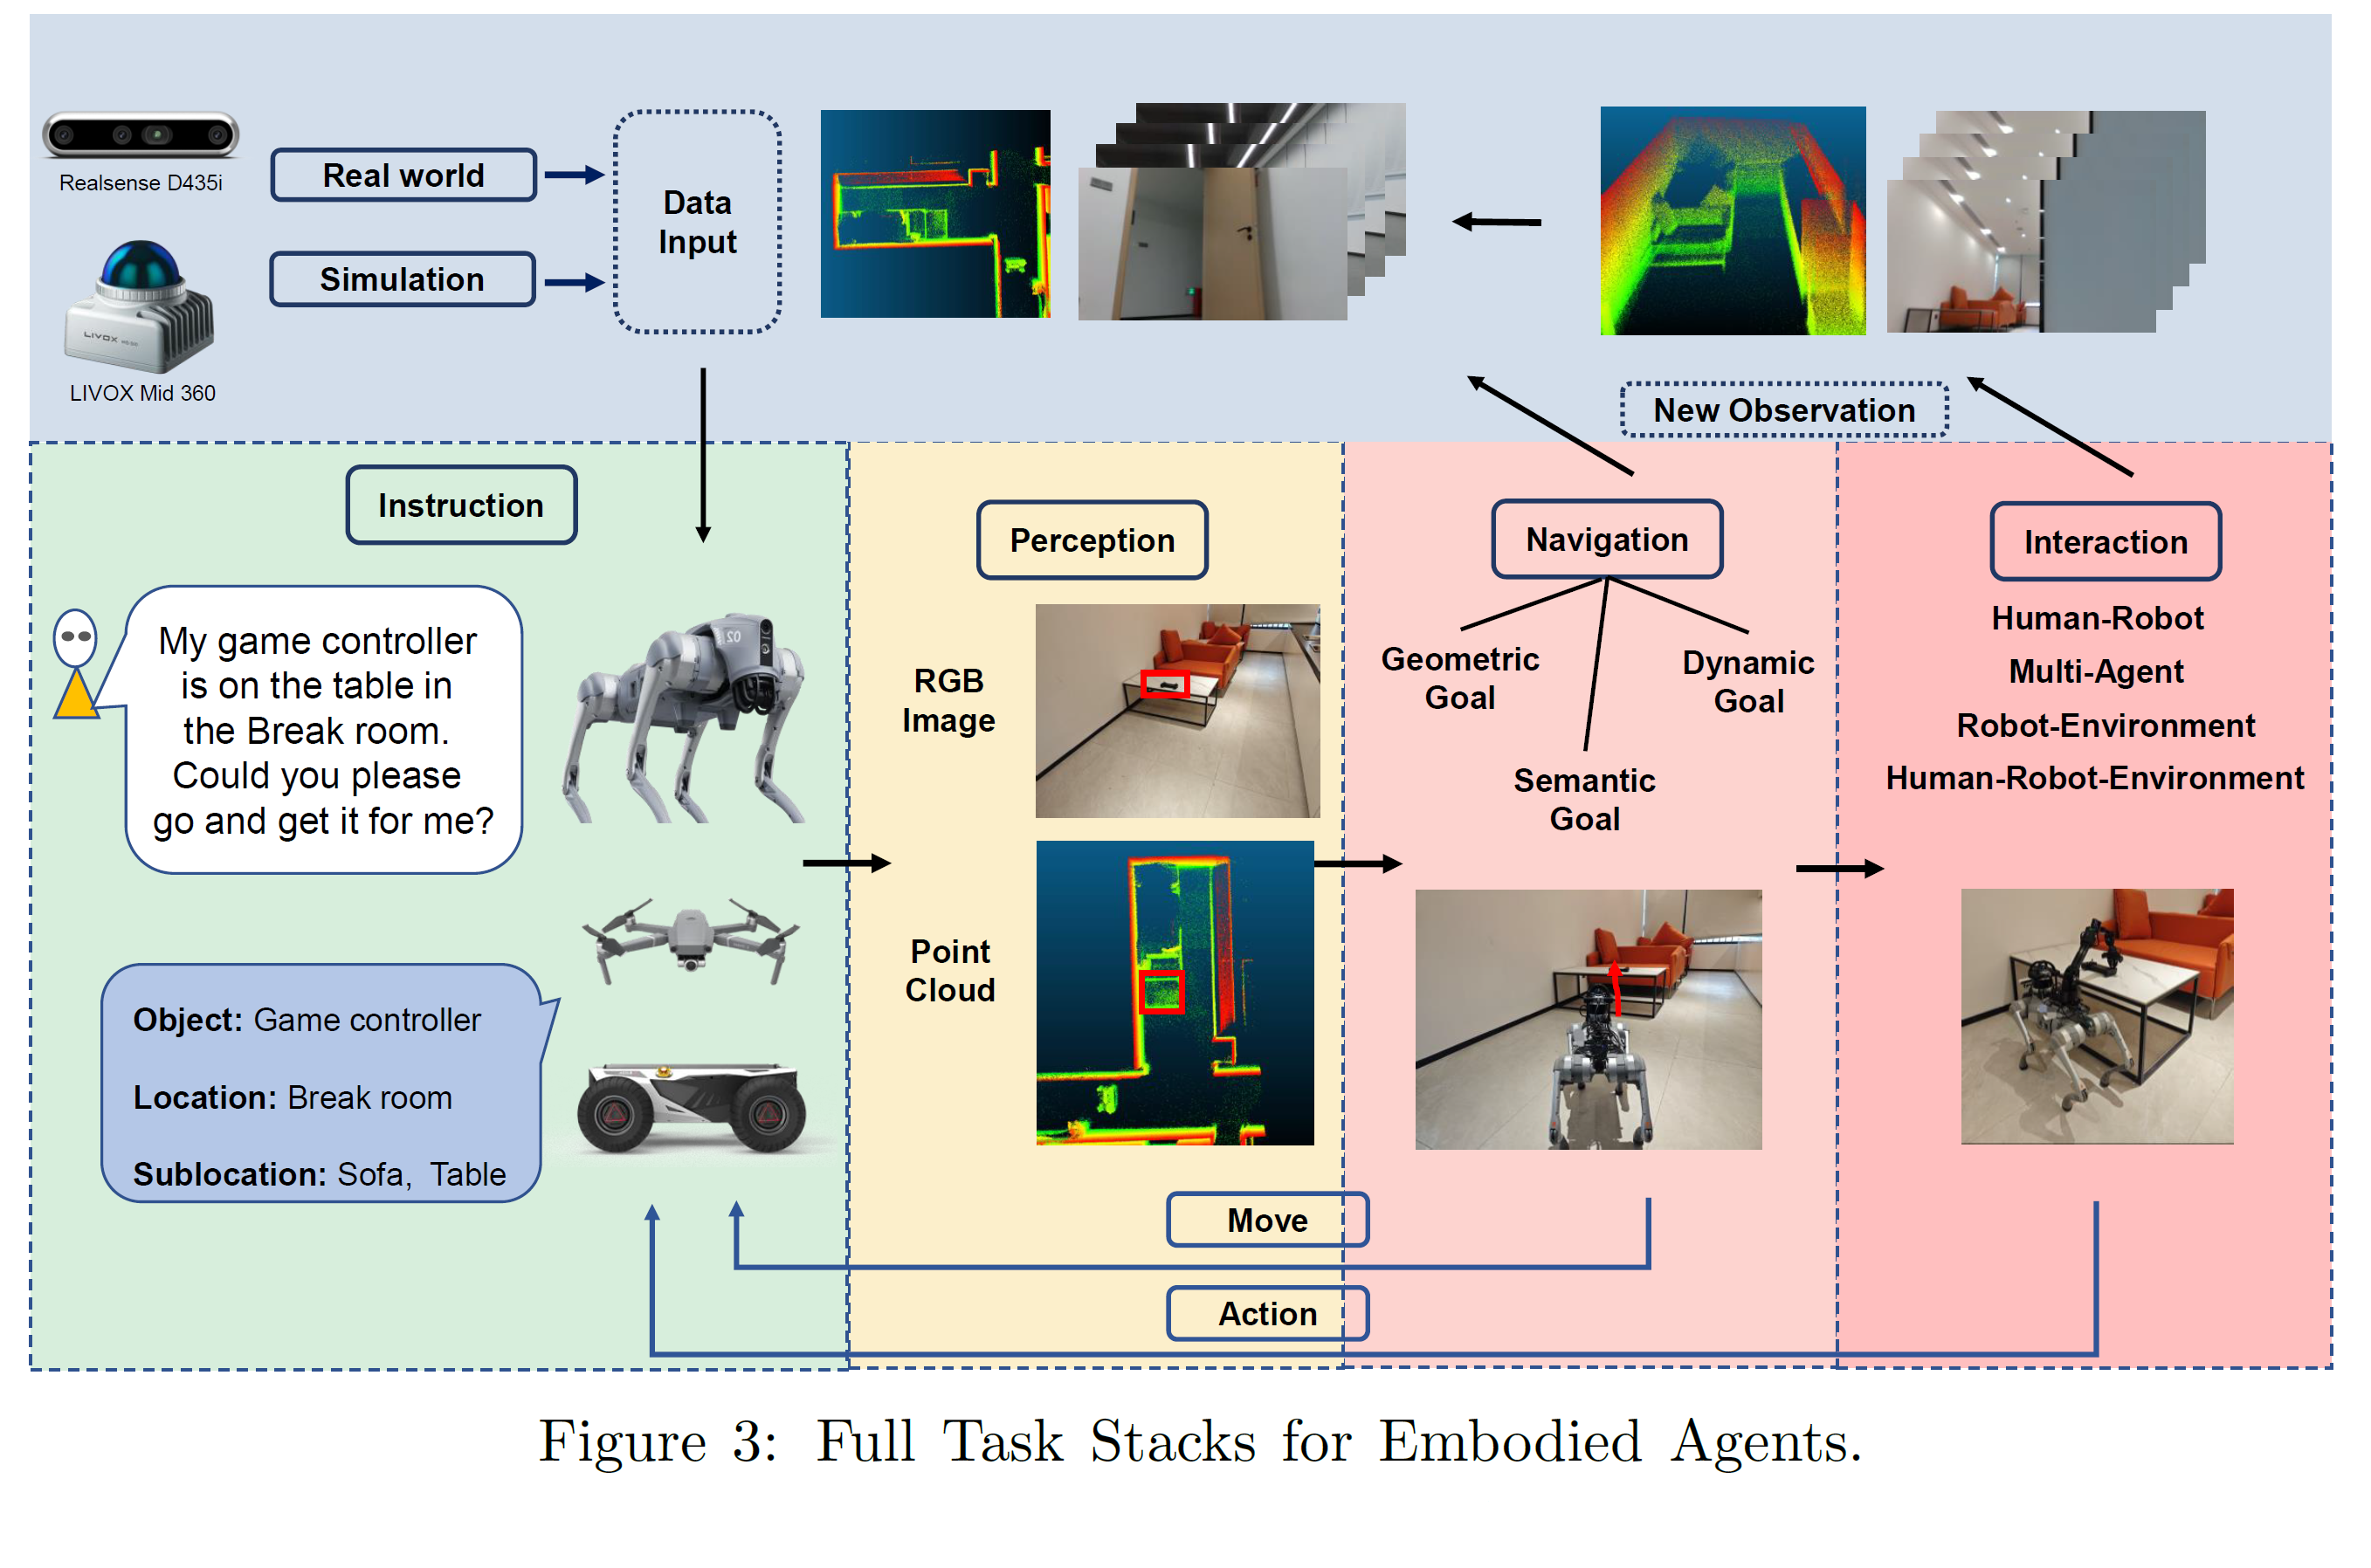 Realsense D435i
LIVOX Mid 360
LIVOX
Real world
Simulation
Data
Input
New Observation
Instruction
My game controller
is on the table in
the Break room.
Could you please
go and get it for me?
Object: Game controller
Location: Break room
Sublocation: Sofa, Table
02
Perception
RGB
Image
Point
Cloud
Navigation
Geometric
Goal
Semantic
Goal
Dynamic
Goal
Interaction
Human-Robot
Multi-Agent
Robot-Environment
Human-Robot-Environment
Move
Action
Figure 3: Full Task Stacks for Embodied Agents.